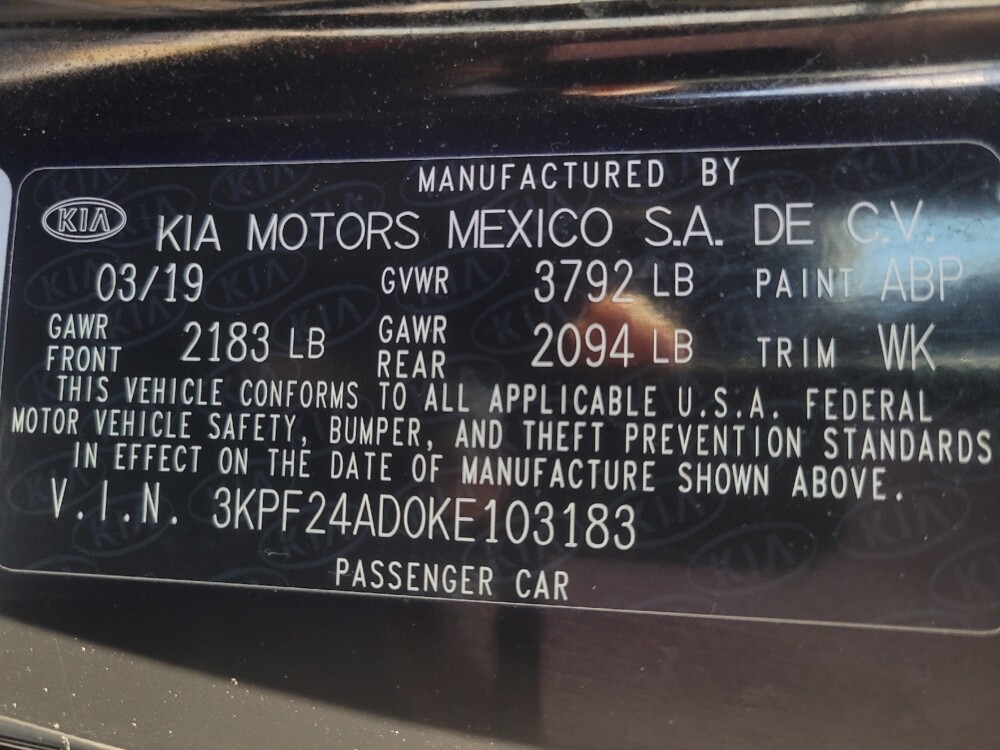 MANUFACTURED BY
KIA KIA MOTORS MEXICO S.A. DE C.V.
03/19 GVWR 3792 LB PAINT ABP
GAWR FRONT 2183 LB GAWR REAR 2094 LB TRIM WK
THIS VEHICLE CONFORMS TO ALL APPLICABLE U.S.A. FEDERAL
MOTOR VEHICLE SAFETY, BUMPER, AND THEFT PREVENTION STANDARDS
IN EFFECT ON THE DATE OF MANUFACTURE SHOWN ABOVE.
V.I.N. 3KPF24AD0KE103183
PASSENGER CAR